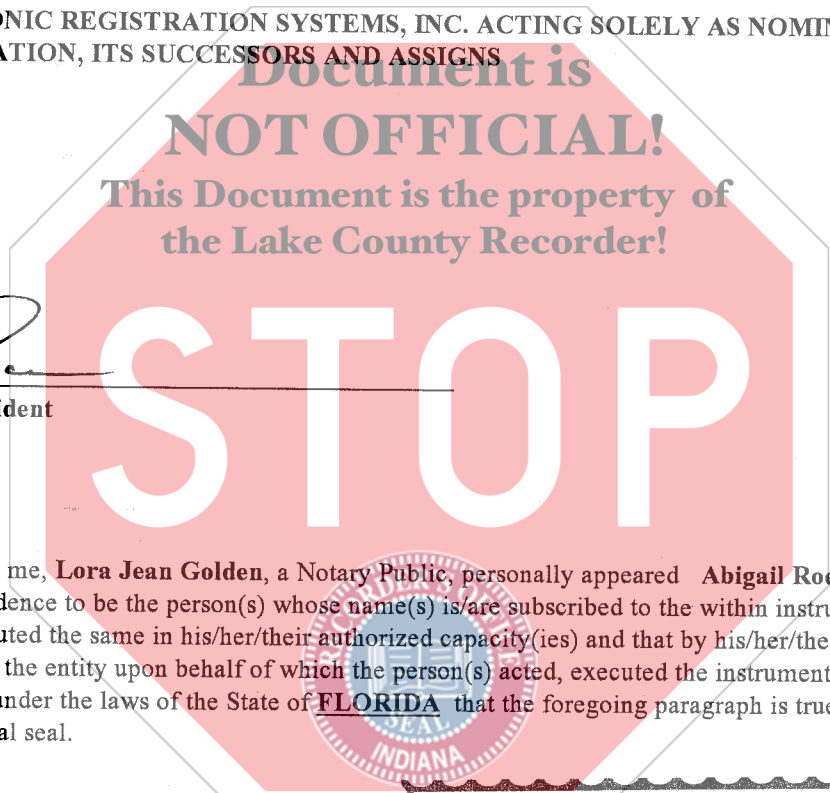 ONIC REGISTRATION SYSTEMS, INC. ACTING SOLELY AS NOMIN
ATION, ITS SUCCESSORS AND ASSIGNS
Document is
NOT OFFICIAL!
This Document is the property of
the Lake County Recorder!
STOP
ident
me, Lora Jean Golden, a Notary Public, personally appeared Abigail Roe
dence to be the person(s) whose name(s) is/are subscribed to the within instru
uted the same in his/her/their authorized capacity(ies) and that by his/her/the
the entity upon behalf of which the person(s) acted, executed the instrument
under the laws of the State of FLORIDA that the foregoing paragraph is true
al seal.
RECORDER'S OFFICE
SEAL
INDIANA